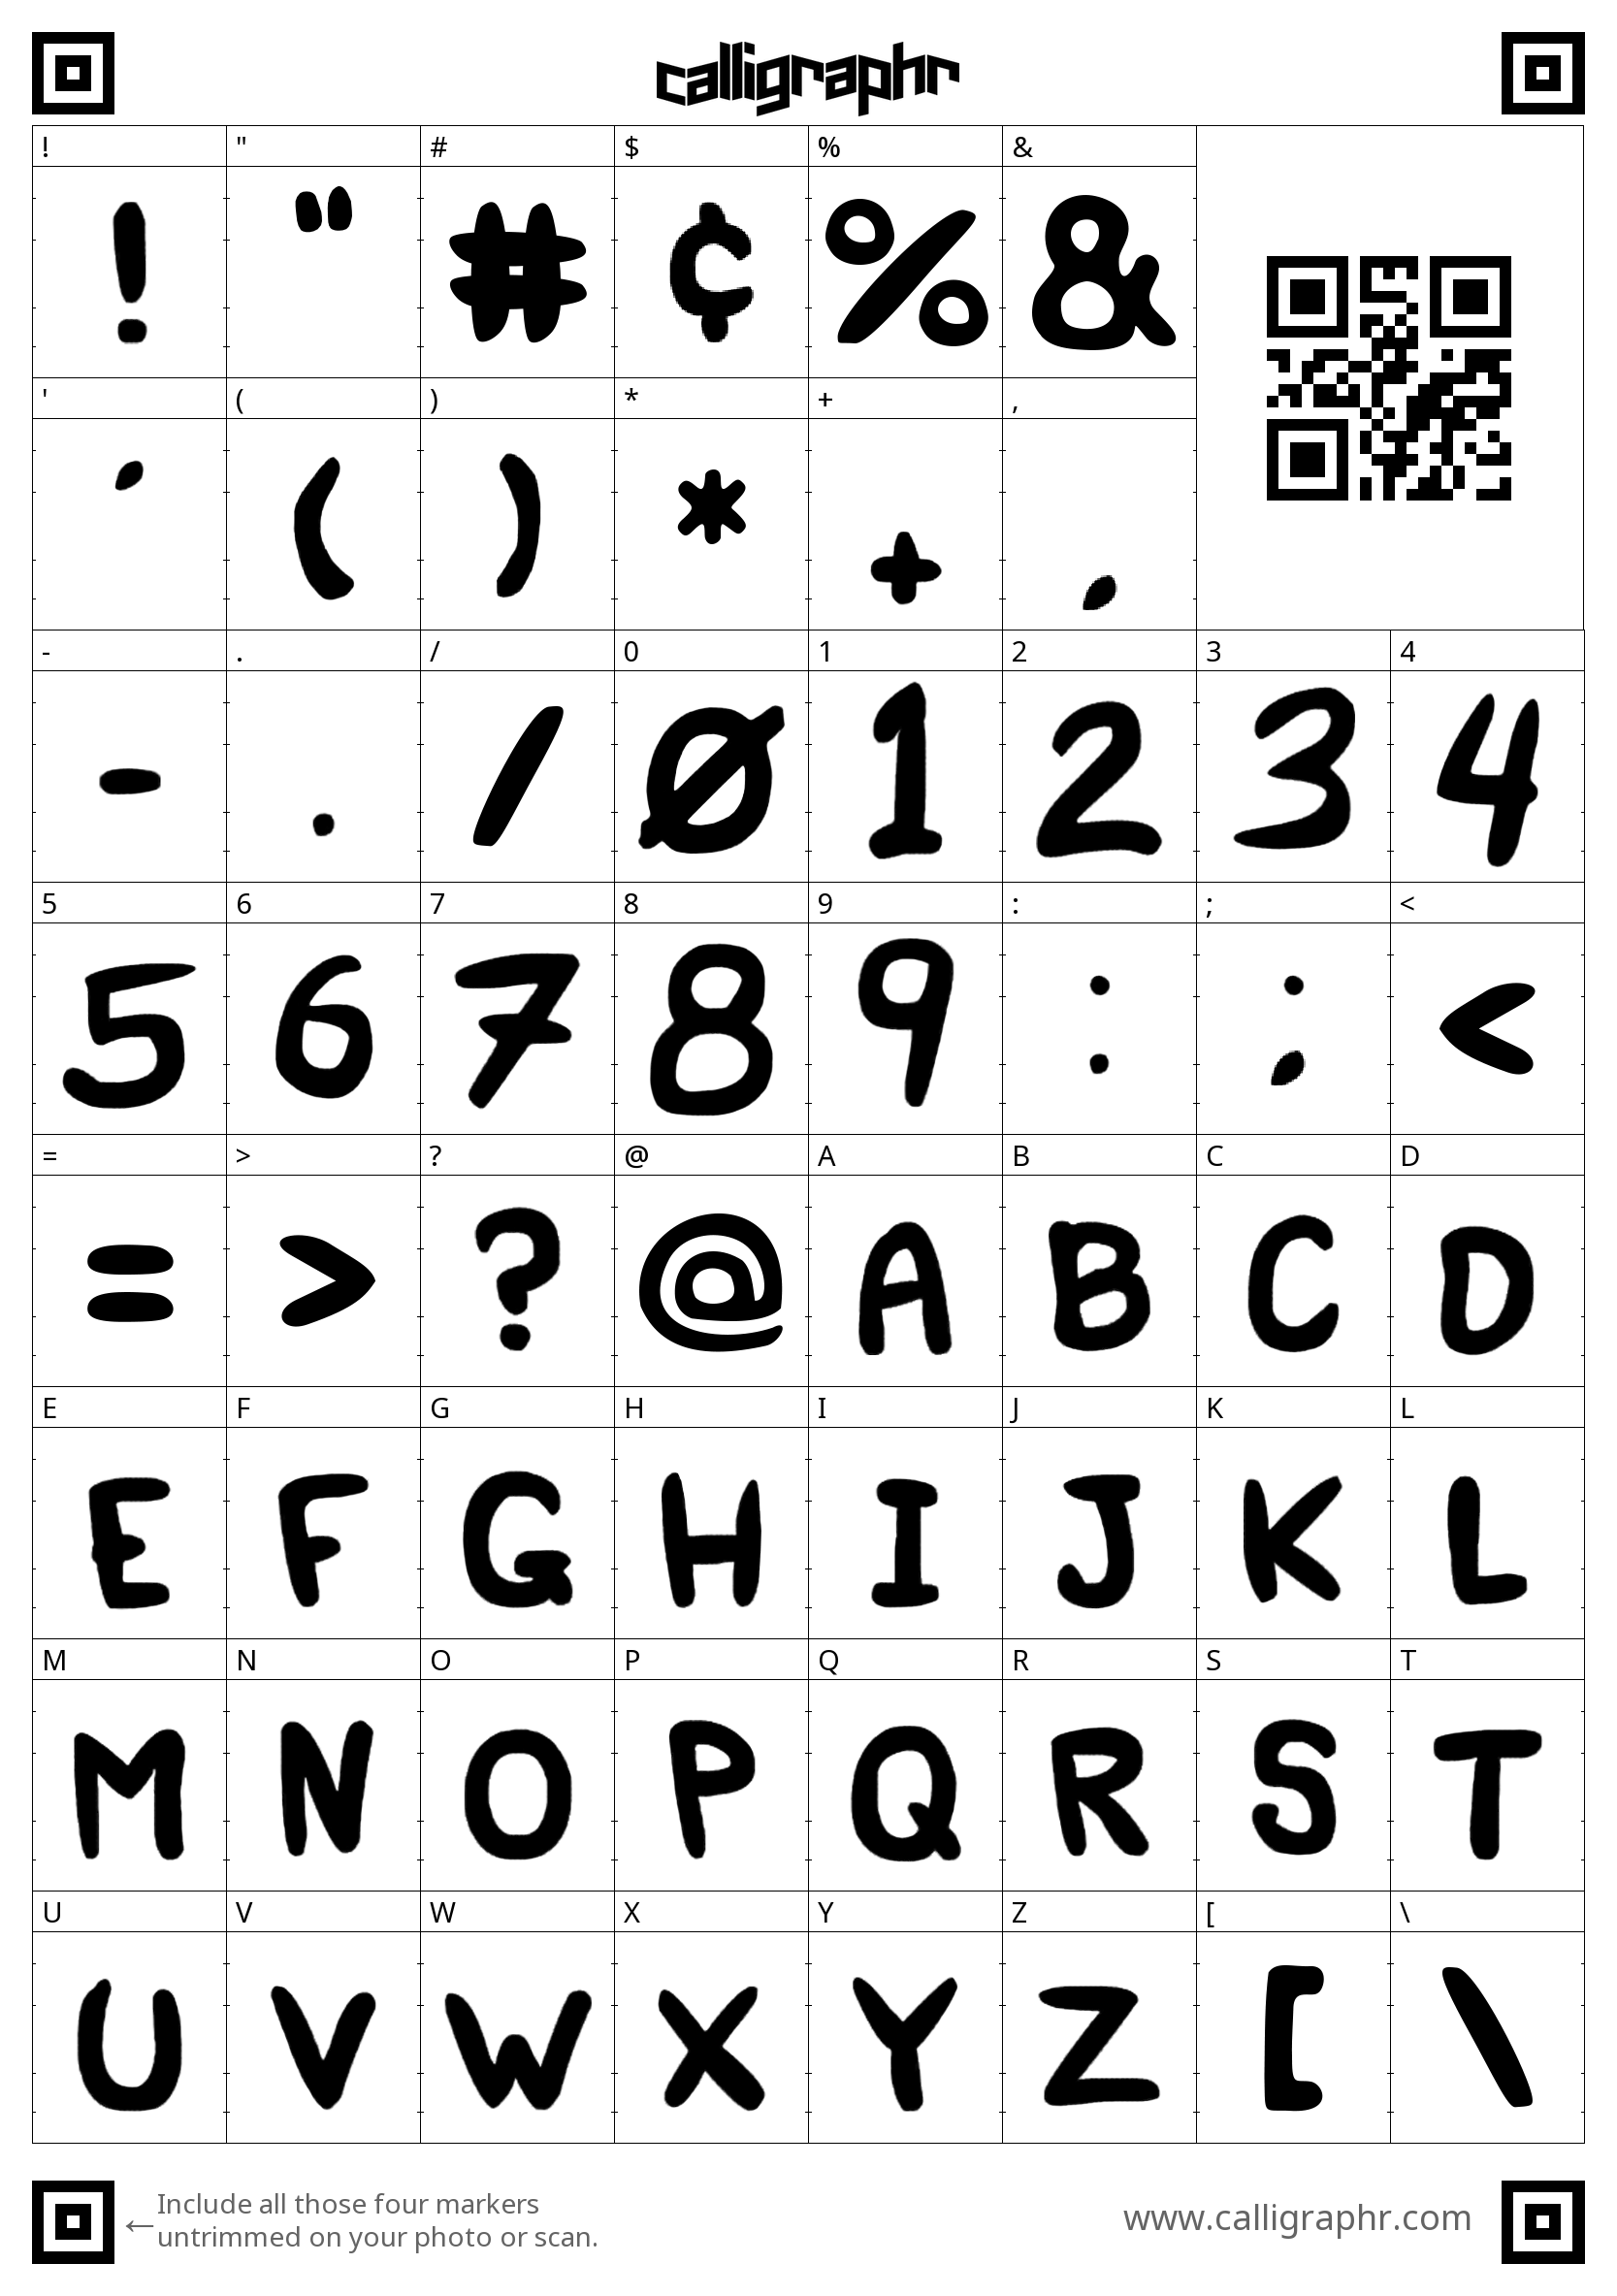 calligraphr
! " # $ % &
! " # ¢ % &
' ( ) * + ,
' ( ) * + ,
- . / 0 1 2 3 4
- . / Ø 1 2 3 4
5 6 7 8 9 : ; <
5 6 7 8 9 : ; <
= > ? @ A B C D
= > ? @ A B C D
E F G H I J K L
E F G H I J K L
M N O P Q R S T
M N O P Q R S T
U V W X Y Z [ \
U V W X Y Z [ \
←Include all those four markers
untrimmed on your photo or scan.
www.calligraphr.com